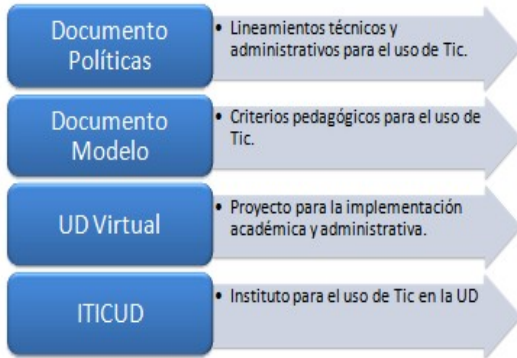 Documento
Políticas
• Lineamientos técnicos y
administrativos para el uso de Tic.
Documento
Modelo
• Criterios pedagógicos para el uso de
Tic.
UD Virtual
• Proyecto para la implementación
académica y administrativa.
ITICUD
• Instituto para el uso de Tic en la UD